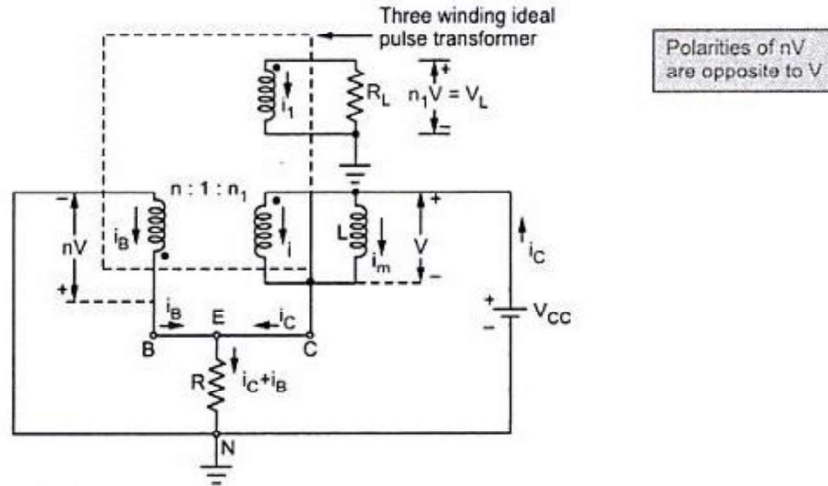 Three winding ideal
pulse transformer
Polarities of nV
are opposite to V
i1
RL
+
n1V = VL
−
n : 1 : n1
−
nV
+
iB
i
L
im
+
V
−
iC
+
−
VCC
iB
E
iC
B
C
R
iC+iB
N